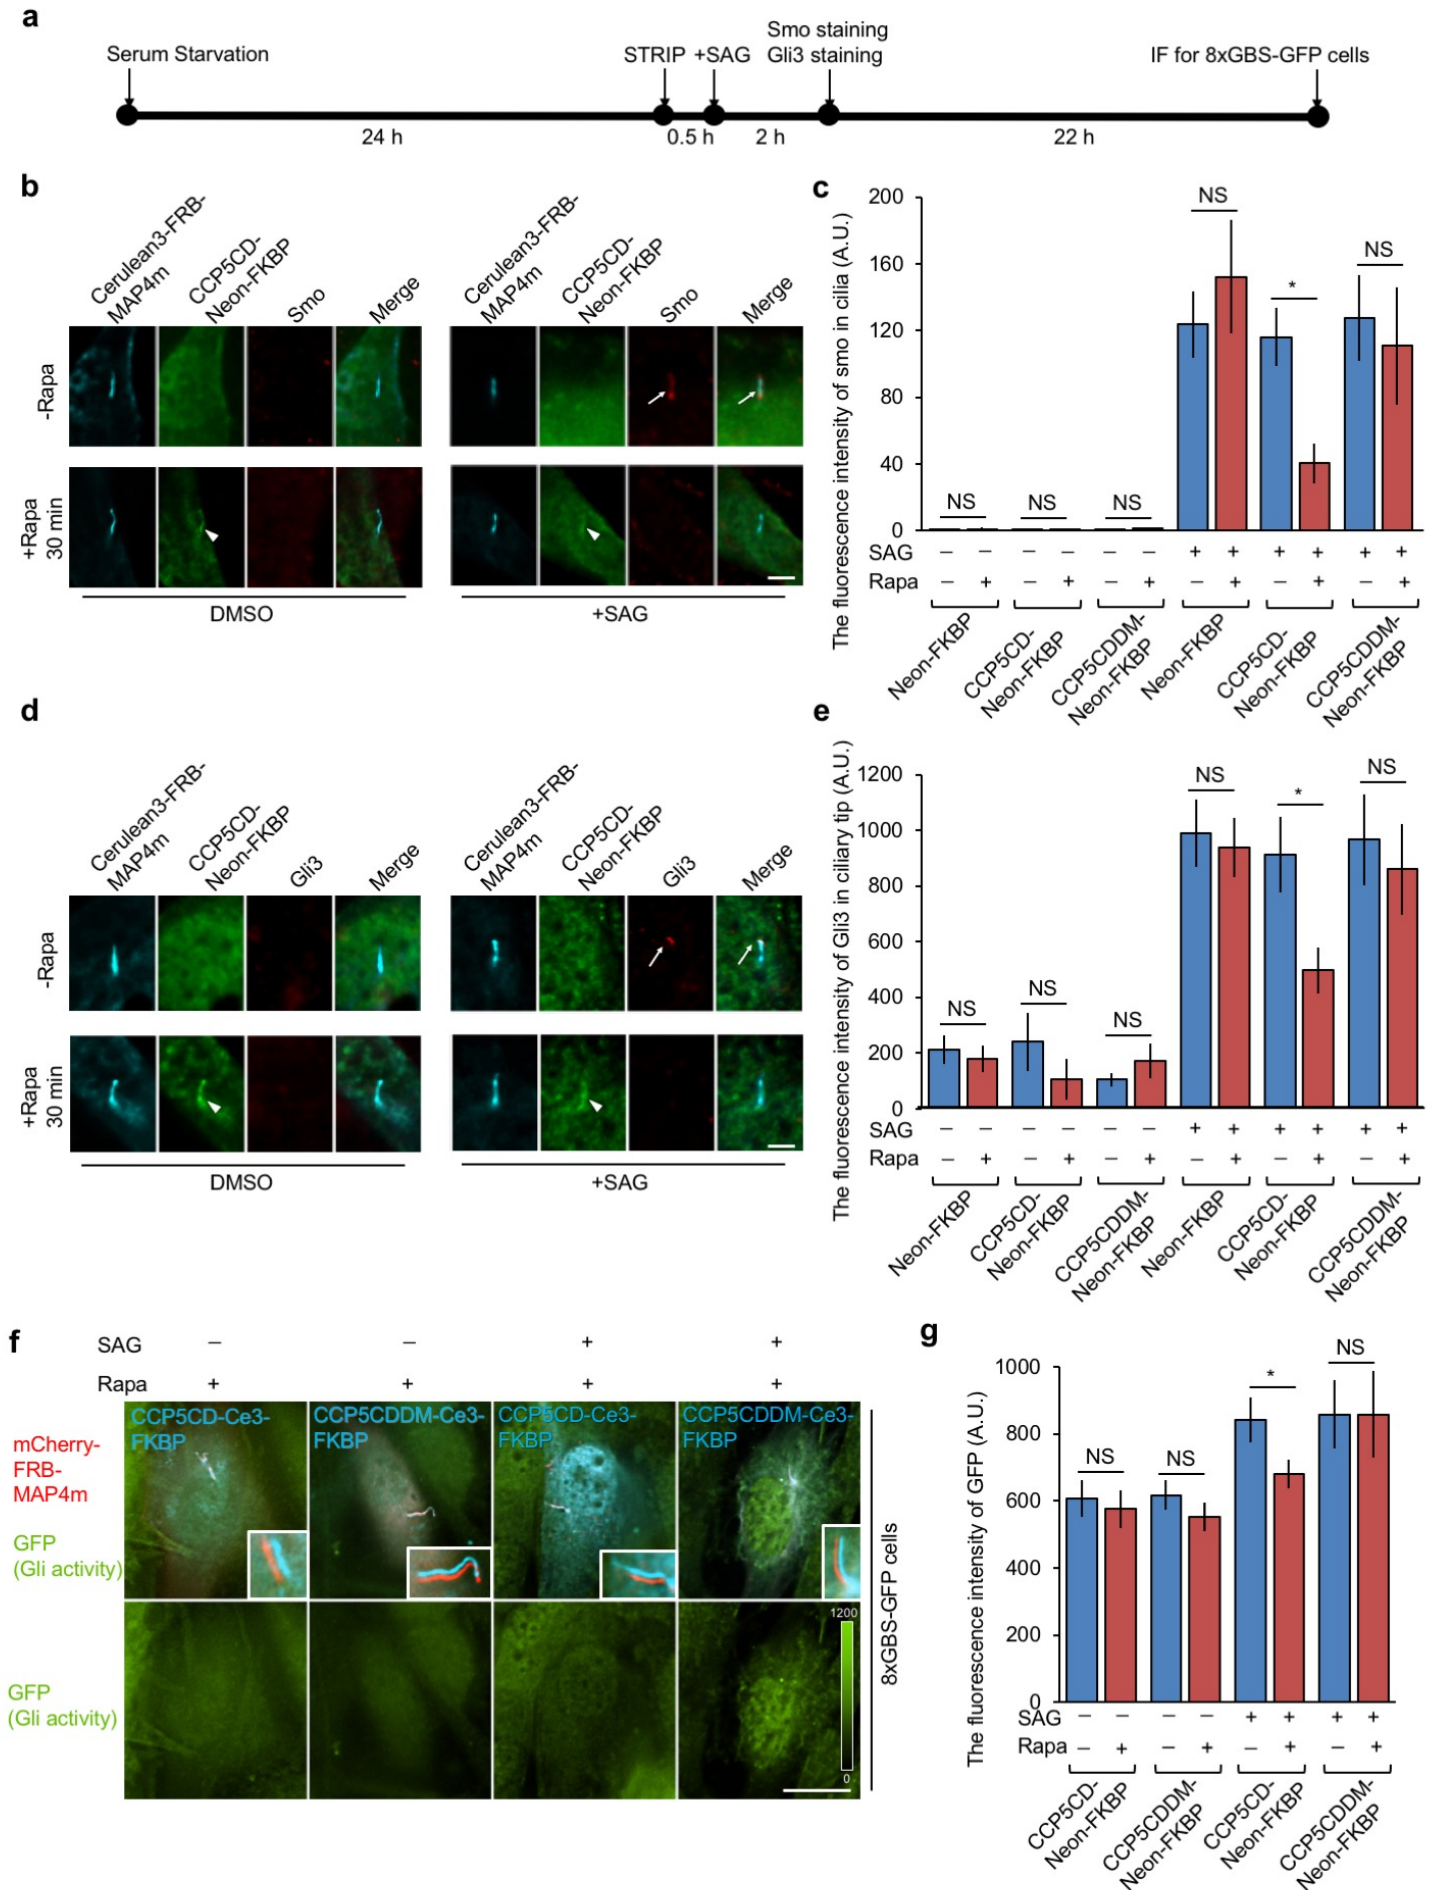 a
Serum Starvation
STRIP +SAG
Smo staining
Gli3 staining
IF for 8xGBS-GFP cells
24 h
0.5 h
2 h
22 h
b
Cerulean3-FRB-
MAP4m
CCP5CD-
Neon-FKBP
Smo
Merge
Cerulean3-FRB-
MAP4m
CCP5CD-
Neon-FKBP
Smo
Merge
-Rapa
+Rapa
30 min
DMSO
+SAG
c
The fluorescence intensity of smo in cilia (A.U.)
200
160
120
80
40
0
NS
NS
NS
NS
*
NS
SAG – – – – – – + + + + + +
Rapa – + – + – + – + – + – +
Neon-FKBP
CCP5CD-
Neon-FKBP
CCP5CDDM-
Neon-FKBP
Neon-FKBP
CCP5CD-
Neon-FKBP
CCP5CDDM-
Neon-FKBP
d
Cerulean3-FRB-
MAP4m
CCP5CD-
Neon-FKBP
Gli3
Merge
Cerulean3-FRB-
MAP4m
CCP5CD-
Neon-FKBP
Gli3
Merge
-Rapa
+Rapa
30 min
DMSO
+SAG
e
The fluorescence intensity of Gli3 in ciliary tip (A.U.)
1200
1000
800
600
400
200
0
NS
NS
NS
NS
*
NS
SAG – – – – – – + + + + + +
Rapa – + – + – + – + – + – +
Neon-FKBP
CCP5CD-
Neon-FKBP
CCP5CDDM-
Neon-FKBP
Neon-FKBP
CCP5CD-
Neon-FKBP
CCP5CDDM-
Neon-FKBP
f
SAG – – + +
Rapa + + + +
mCherry-
FRB-
MAP4m
GFP
(Gli activity)
CCP5CD-Ce3-
FKBP
CCP5CDDM-Ce3-
FKBP
CCP5CD-Ce3-
FKBP
CCP5CDDM-Ce3-
FKBP
GFP
(Gli activity)
1200
0
8xGBS-GFP cells
g
The fluorescence intensity of GFP (A.U.)
1000
800
600
400
200
0
NS
NS
*
NS
SAG – – – – + + + +
Rapa – + – + – + – +
CCP5CD-
Neon-FKBP
CCP5CDDM-
Neon-FKBP
CCP5CD-
Neon-FKBP
CCP5CDDM-
Neon-FKBP